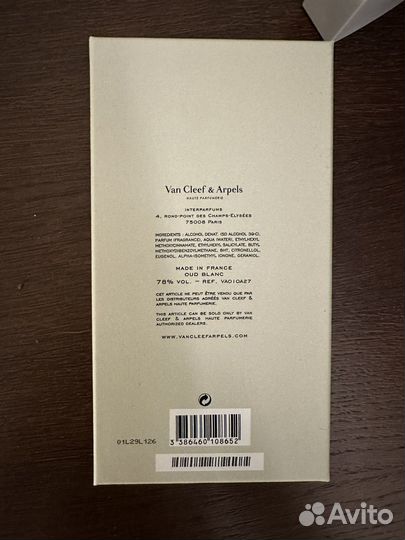 Van Cleef & Arpels
HAUTE PARFUMERIE
INTERPARFUMS
4, ROND-POINT DES CHAMPS-ELYSÉES
75008 PARIS
INGREDIENTS : ALCOHOL DENAT. (SD ALCOHOL 39-C),
PARFUM (FRAGRANCE), AQUA (WATER), ETHYLHEXYL
METHOXYCINNAMATE, ETHYLHEXYL SALICYLATE, BUTYL
METHOXYDIBENZOYLMETHANE, BHT, CITRONELLOL,
EUGENOL, ALPHA-ISOMETHYL IONONE, GERANIOL.
MADE IN FRANCE
OUD BLANC
78% VOL. – REF. VA010A27
CET ARTICLE NE PEUT ÊTRE VENDU QUE PAR
LES DISTRIBUTEURS AGRÉÉS VAN CLEEF &
ARPELS HAUTE PARFUMERIE.
THIS ARTICLE CAN BE SOLD ONLY BY VAN
CLEEF & ARPELS HAUTE PARFUMERIE
AUTHORIZED DEALERS.
WWW.VANCLEEFARPELS.COM
01L29L126
3 386460 108652
Avito